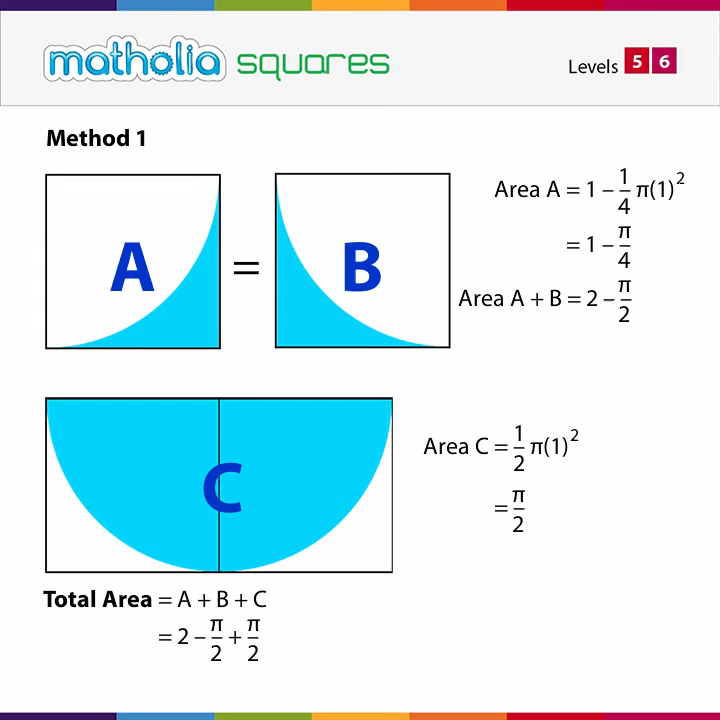 matholia squares
Levels 5 6
Method 1
A = B
Area A = 1 – 1/4 π(1)²
= 1 – π/4
Area A + B = 2 – π/2
C
Area C = 1/2 π(1)²
= π/2
Total Area = A + B + C
= 2 – π/2 + π/2